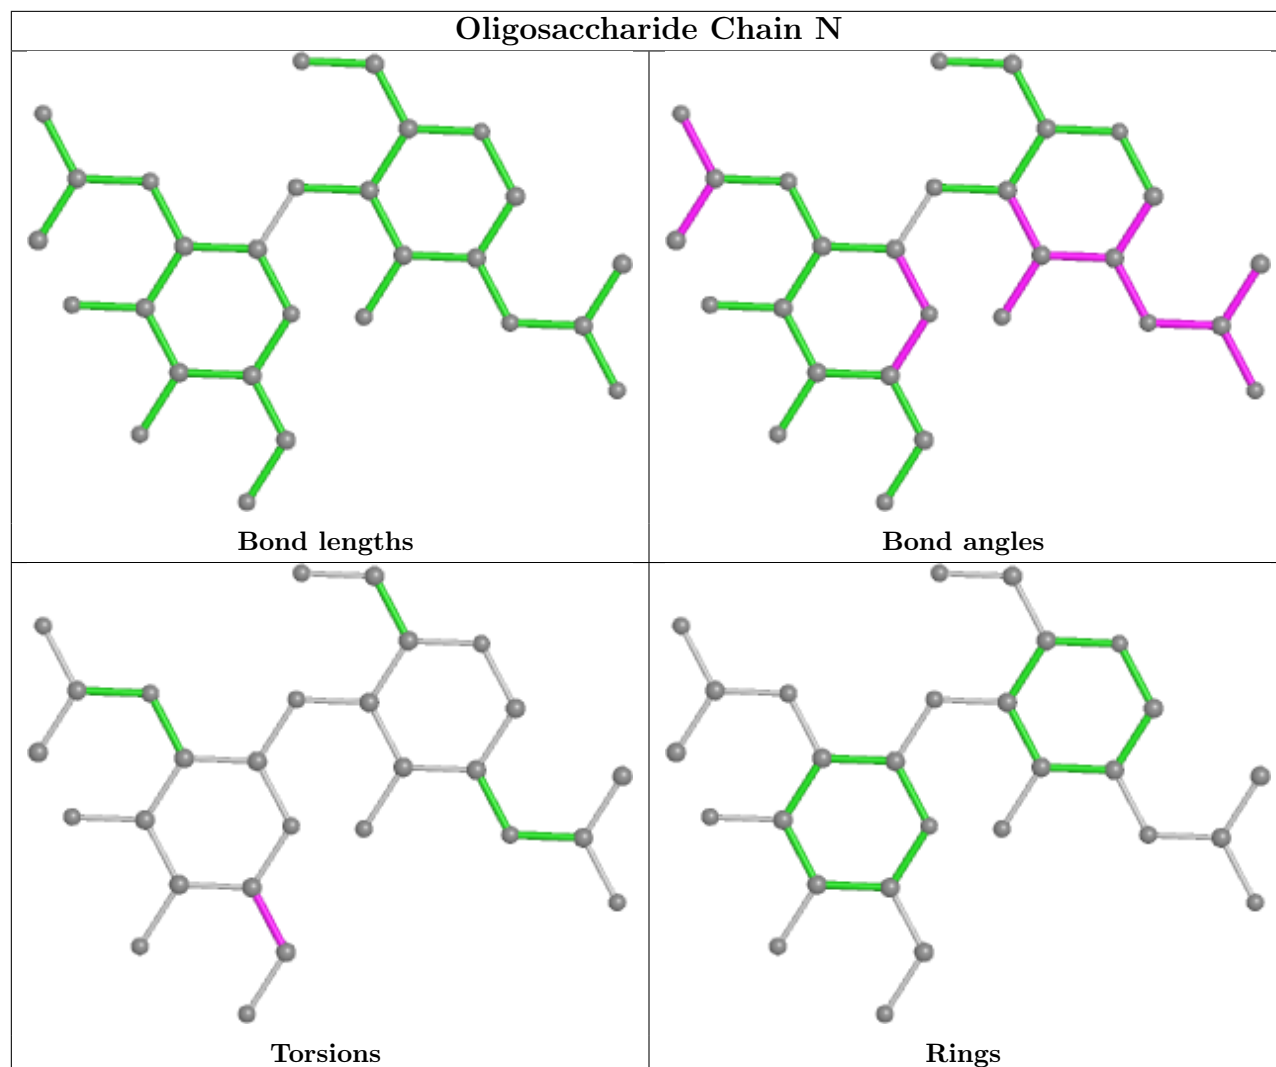 Oligosaccharide Chain N
Bond lengths
Bond angles
Torsions
Rings